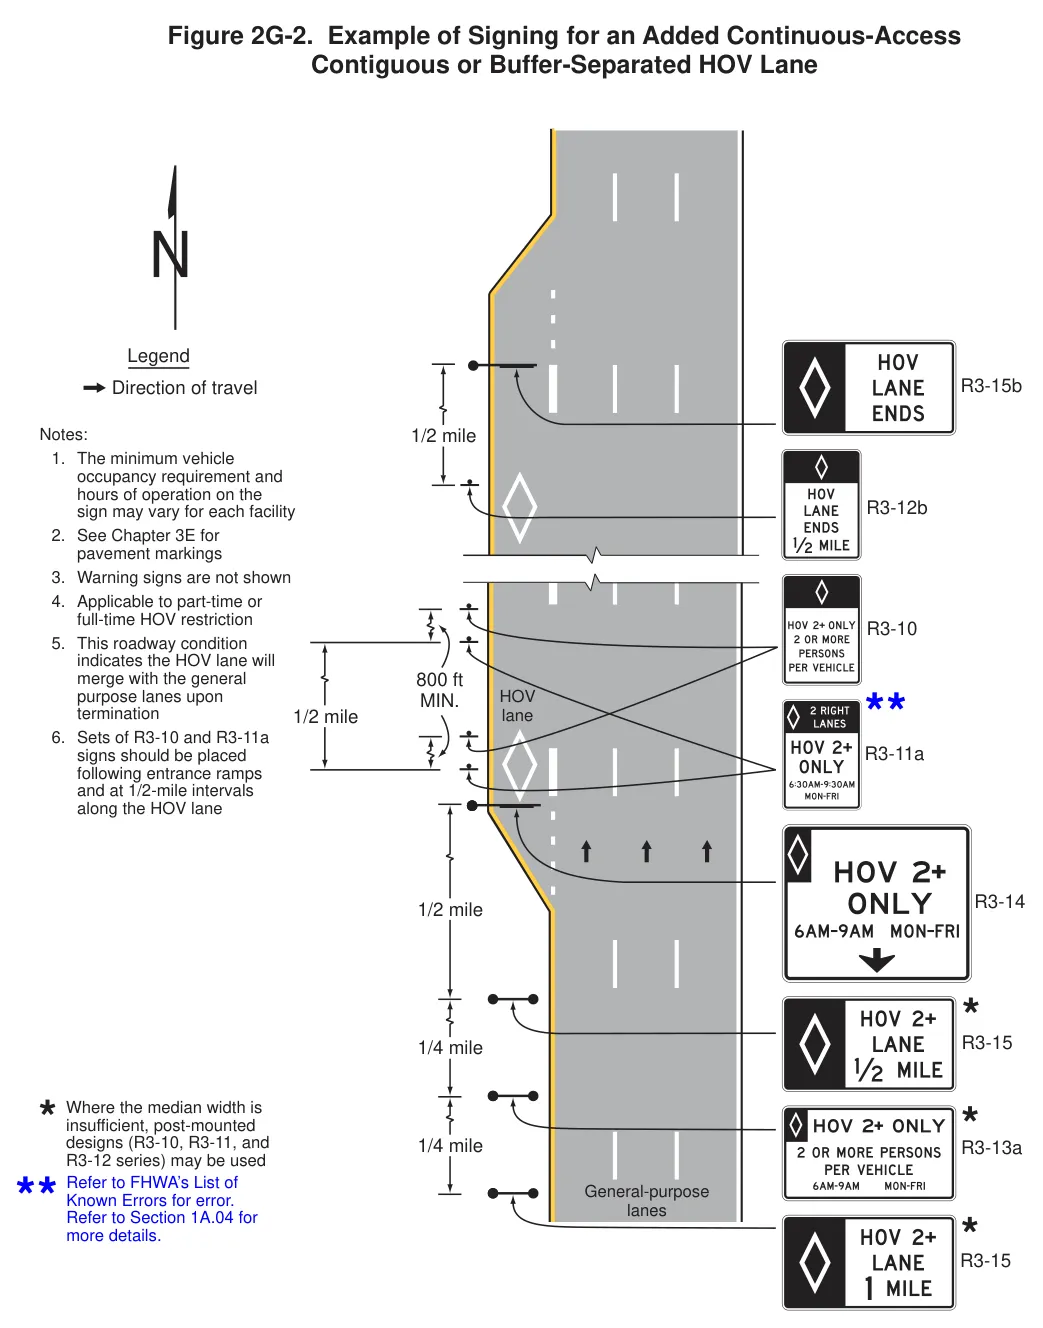 Figure 2G-2. Example of Signing for an Added Continuous-Access
Contiguous or Buffer-Separated HOV Lane
N
Legend
Direction of travel
Notes:
1. The minimum vehicle
occupancy requirement and
hours of operation on the
sign may vary for each facility
2. See Chapter 3E for
pavement markings
3. Warning signs are not shown
4. Applicable to part-time or
full-time HOV restriction
5. This roadway condition
indicates the HOV lane will
merge with the general
purpose lanes upon
termination
6. Sets of R3-10 and R3-11a
signs should be placed
following entrance ramps
and at 1/2-mile intervals
along the HOV lane
* Where the median width is
insufficient, post-mounted
designs (R3-10, R3-11, and
R3-12 series) may be used
** Refer to FHWA's List of
Known Errors for error.
Refer to Section 1A.04 for
more details.
1/2 mile
800 ft
MIN.
1/2 mile
HOV
lane
1/2 mile
1/4 mile
1/4 mile
General-purpose
lanes
HOV
LANE
ENDS
R3-15b
HOV
LANE
ENDS
1/2 MILE
R3-12b
HOV 2+ ONLY
2 OR MORE
PERSONS
PER VEHICLE
R3-10
**
2 RIGHT
LANES
HOV 2+
ONLY
6:30AM-9:30AM
MON-FRI
R3-11a
HOV 2+
ONLY
6AM-9AM MON-FRI
R3-14
HOV 2+
LANE
1/2 MILE
*
R3-15
HOV 2+ ONLY
2 OR MORE PERSONS
PER VEHICLE
6AM-9AM MON-FRI
*
R3-13a
HOV 2+
LANE
1 MILE
*
R3-15